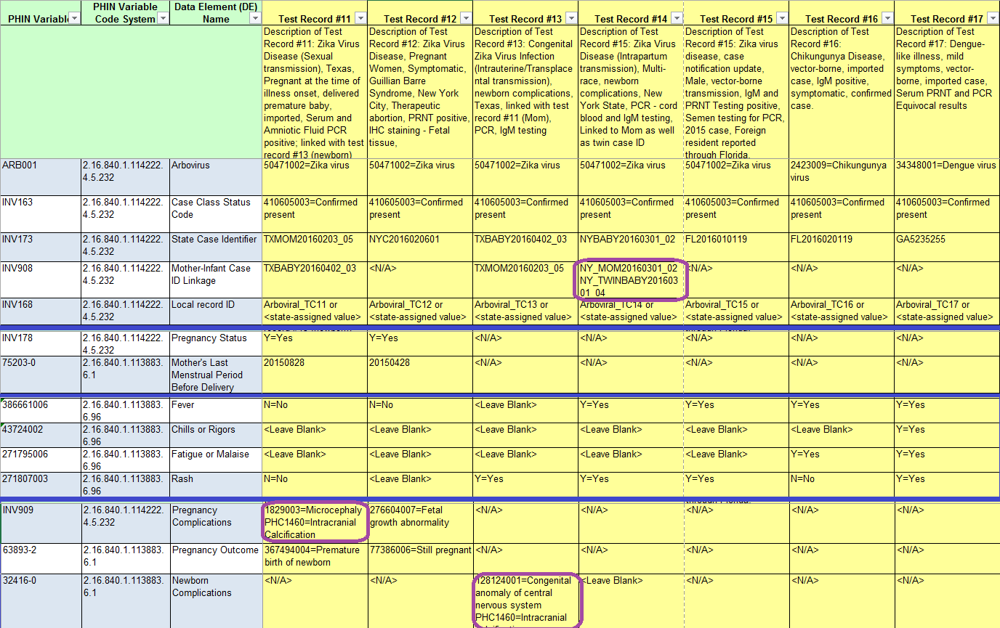 PHIN Variable
PHIN Variable
Code System
Data Element (DE)
Name
Test Record #11
Test Record #12
Test Record #13
Test Record #14
Test Record #15
Test Record #16
Test Record #17
Description of Test
Record #11: Zika Virus
Disease (Sexual
transmission), Texas,
Pregnant at the time of
illness onset, delivered
premature baby,
imported, Serum and
Amniotic Fluid PCR
positive; linked with test
record #13 (newborn)
Description of Test
Record #12: Zika Virus
Disease, Pregnant
Women, Symptomatic,
Guillian Barre
Syndrome, New York
City, Therapeutic
abortion, PRNT positive,
IHC staining - Fetal
tissue,
Description of Test
Record #13: Congenital
Zika Virus Infection
(Intrauterine/Transplace
ntal transmission),
newborn complications,
Texas, linked with test
record #11 (Mom),
PCR, IgM testing
Description of Test
Record #15: Zika Virus
Disease (Intrapartum
transmission), Multi-
race, newborn
complications, New
York State, PCR - cord
blood and IgM testing,
Linked to Mom as well
as twin case ID
Description of Test
Record #15: Zika virus
disease, case
notification update,
Male, vector-borne
transmission, IgM and
PRNT Testing positive,
Semen testing for PCR,
2015 case, Foreign
resident reported
through Florida.
Description of Test
Record #16:
Chikungunya Disease,
vector-borne, imported
case, IgM positive,
symptomatic, confirmed
case.
Description of Test
Record #17: Dengue-
like illness, mild
symptoms, vector-
borne, imported case,
Serum PRNT and PCR
Equivocal results
ARB001
2.16.840.1.114222.
4.5.232
Arbovirus
50471002=Zika virus
50471002=Zika virus
50471002=Zika virus
50471002=Zika virus
50471002=Zika virus
2423009=Chikungunya
virus
34348001=Dengue virus
INV163
2.16.840.1.114222.
4.5.232
Case Class Status
Code
410605003=Confirmed
present
410605003=Confirmed
present
410605003=Confirmed
present
410605003=Confirmed
present
410605003=Confirmed
present
410605003=Confirmed
present
410605003=Confirmed
present
INV173
2.16.840.1.114222.
4.5.232
State Case Identifier
TXMOM20160203_05
NYC2016020601
TXBABY20160402_03
NYBABY20160301_02
FL2016010119
FL2016020119
GA5235255
INV908
2.16.840.1.114222.
4.5.232
Mother-Infant Case
ID Linkage
TXBABY20160402_03
<N/A>
TXMOM20160203_05
NY_MOM20160301_02
NY_TWINBABY201603
01_04
<N/A>
<N/A>
<N/A>
INV168
2.16.840.1.114222.
4.5.232
Local record ID
Arboviral_TC11 or
<state-assigned value>
Arboviral_TC12 or
<state-assigned value>
Arboviral_TC13 or
<state-assigned value>
Arboviral_TC14 or
<state-assigned value>
Arboviral_TC15 or
<state-assigned value>
Arboviral_TC16 or
<state-assigned value>
Arboviral_TC17 or
<state-assigned value>
INV178
2.16.840.1.114222.
4.5.232
Pregnancy Status
Y=Yes
Y=Yes
<N/A>
<N/A>
<N/A>
<N/A>
<N/A>
75203-0
2.16.840.1.113883.
6.1
Mother's Last
Menstrual Period
Before Delivery
20150828
20150428
<N/A>
<N/A>
<N/A>
<N/A>
<N/A>
386661006
2.16.840.1.113883.
6.96
Fever
N=No
N=No
<Leave Blank>
Y=Yes
Y=Yes
Y=Yes
Y=Yes
43724002
2.16.840.1.113883.
6.96
Chills or Rigors
<Leave Blank>
<Leave Blank>
<Leave Blank>
<Leave Blank>
<Leave Blank>
<Leave Blank>
Y=Yes
271795006
2.16.840.1.113883.
6.96
Fatigue or Malaise
<Leave Blank>
<Leave Blank>
<Leave Blank>
<Leave Blank>
<Leave Blank>
Y=Yes
Y=Yes
271807003
2.16.840.1.113883.
6.96
Rash
N=No
<Leave Blank>
Y=Yes
Y=Yes
Y=Yes
N=No
Y=Yes
INV909
2.16.840.1.114222.
4.5.232
Pregnancy
Complications
1829003=Microcephaly
PHC1460=Intracranial
Calcification
276604007=Fetal
growth abnormality
<N/A>
<N/A>
<N/A>
<N/A>
<N/A>
63893-2
2.16.840.1.113883.
6.1
Pregnancy Outcome
367494004=Premature
birth of newborn
77386006=Still pregnant
<N/A>
<N/A>
<N/A>
<N/A>
<N/A>
32416-0
2.16.840.1.113883.
6.1
Newborn
Complications
<N/A>
<N/A>
128124001=Congenital
anomaly of central
nervous system
PHC1460=Intracranial
<Leave Blank>
<N/A>
<N/A>
<N/A>